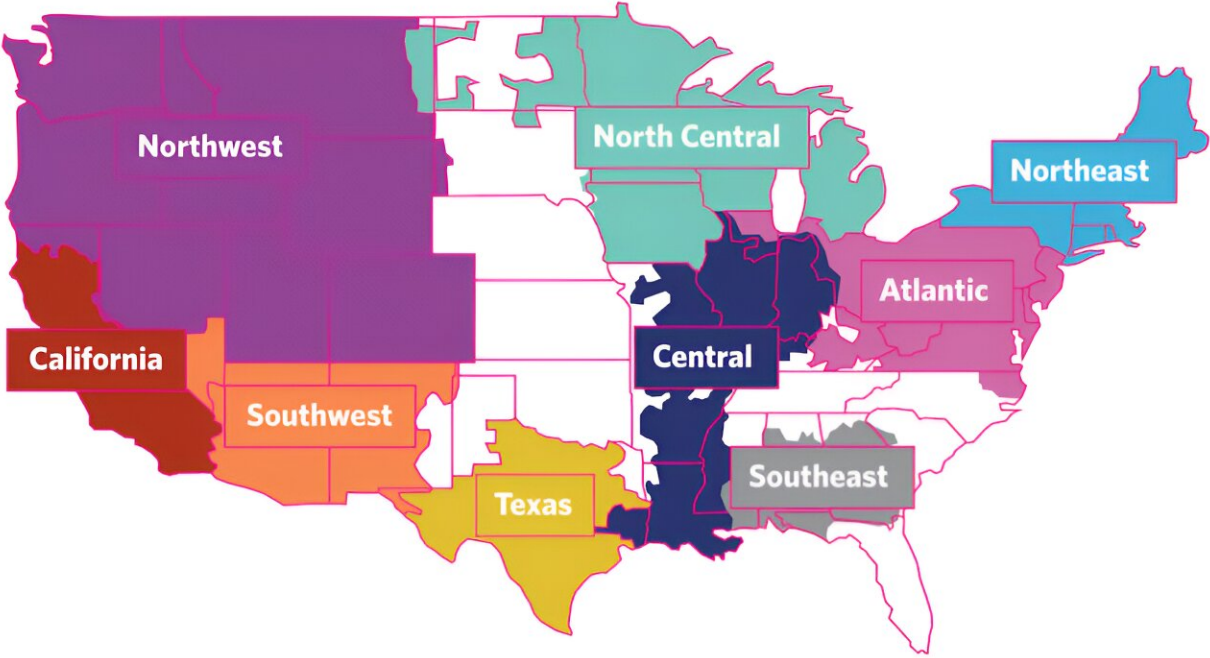 Northwest
North Central
Northeast
Atlantic
California
Central
Southwest
Southeast
Texas